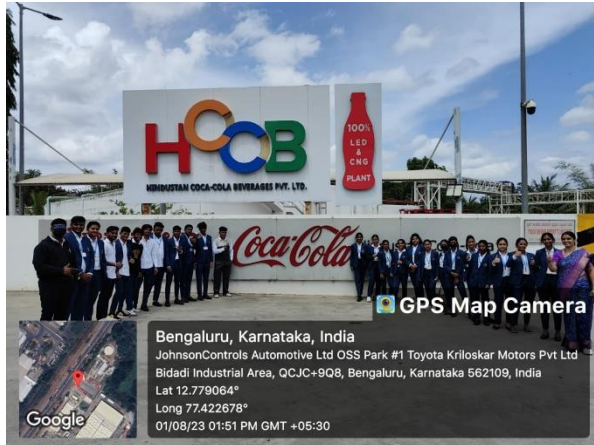 HCCB
HINDUSTAN COCA-COLA BEVERAGES PVT. LTD.
100%
LED
&
CNG
PLANT
Coca-Cola
GPS Map Camera
Bengaluru, Karnataka, India
JohnsonControls Automotive Ltd OSS Park #1 Toyota Kriloskar Motors Pvt Ltd
Bidadi Industrial Area, QCJC+9Q8, Bengaluru, Karnataka 562109, India
Lat 12.779064°
Long 77.422678°
01/08/23 01:51 PM GMT +05:30
Google